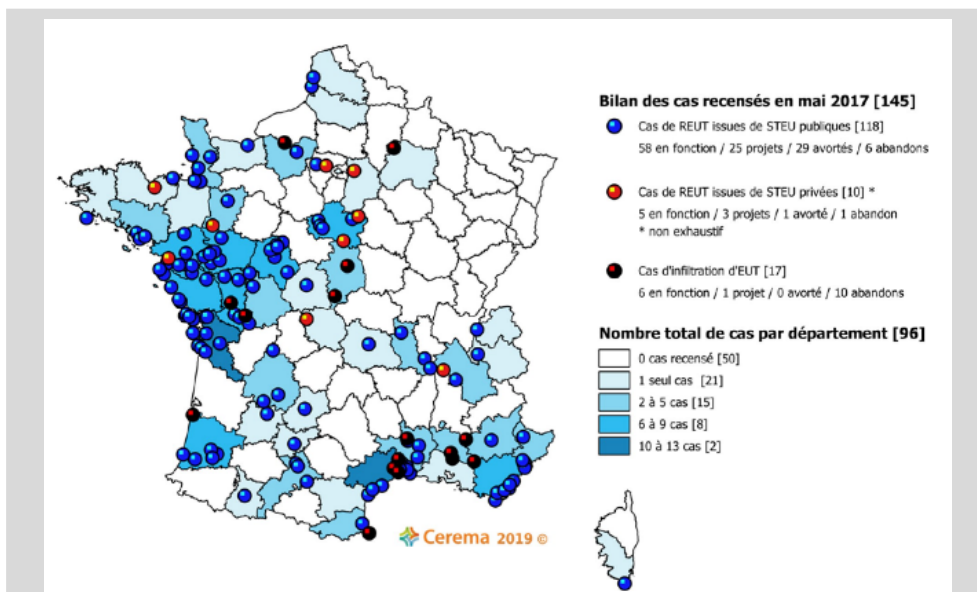 Bilan des cas recensés en mai 2017 [145]
Cas de REUT issues de STEU publiques [118]
58 en fonction / 25 projets / 29 avortés / 6 abandons
Cas de REUT issues de STEU privées [10] *
5 en fonction / 3 projets / 1 avorté / 1 abandon
* non exhaustif
Cas d'infiltration d'EUT [17]
6 en fonction / 1 projet / 0 avorté / 10 abandons
Nombre total de cas par département [96]
0 cas recensé [50]
1 seul cas [21]
2 à 5 cas [15]
6 à 9 cas [8]
10 à 13 cas [2]
Cerema 2019 ©